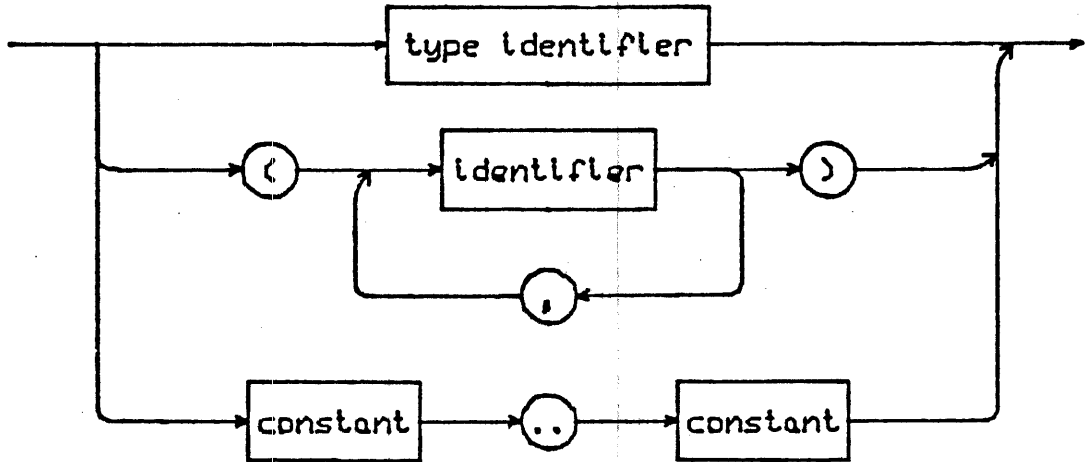 type identifier
( identifier )
,
constant .. constant